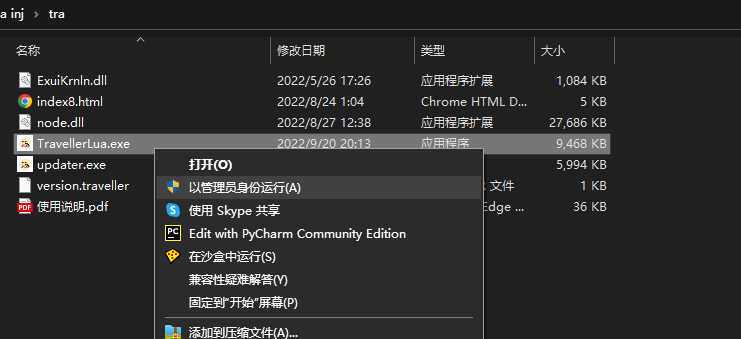 a inj › tra
名称 修改日期 类型 大小
ExuiKrnln.dll 2022/5/26 17:26 应用程序扩展 1,084 KB
index8.html 2022/8/24 1:04 Chrome HTML D... 5 KB
node.dll 2022/8/27 12:38 应用程序扩展 27,686 KB
TravellerLua.exe 2022/9/20 20:13 应用程序 9,468 KB
updater.exe 5,994 KB
version.traveller 文件 1 KB
使用说明.pdf Edge ... 36 KB
打开(O)
以管理员身份运行(A)
使用 Skype 共享
PC Edit with PyCharm Community Edition
在沙盒中运行(S)
兼容性疑难解答(Y)
固定到"开始"屏幕(P)
添加到压缩文件(A)...